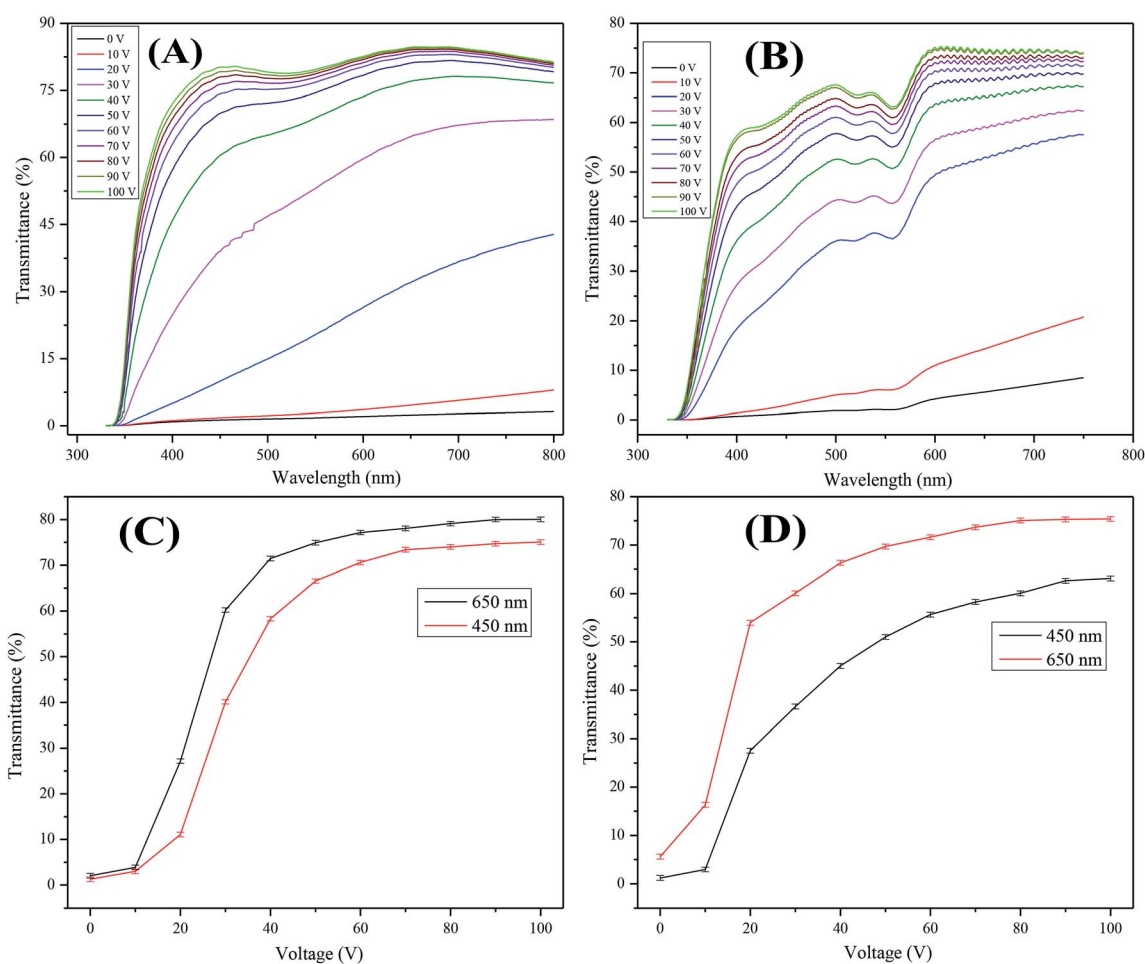 (A)
0 V
10 V
20 V
30 V
40 V
50 V
60 V
70 V
80 V
90 V
100 V
90
75
60
45
30
15
0
300 400 500 600 700 800
Wavelength (nm)
Transmittance (%)
(B)
0 V
10 V
20 V
30 V
40 V
50 V
60 V
70 V
80 V
90 V
100 V
80
70
60
50
40
30
20
10
0
300 400 500 600 700 800
Wavelength (nm)
Transmittance (%)
(C)
650 nm
450 nm
80
70
60
50
40
30
20
10
0
0 20 40 60 80 100
Voltage (V)
Transmittance (%)
(D)
450 nm
650 nm
80
70
60
50
40
30
20
10
0
0 20 40 60 80 100
Voltage (V)
Transmittance (%)